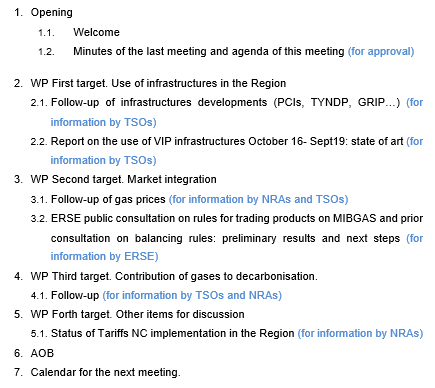 1. Opening
1.1. Welcome
1.2. Minutes of the last meeting and agenda of this meeting (for approval)
2. WP First target. Use of infrastructures in the Region
2.1. Follow-up of infrastructures developments (PCIs, TYNDP, GRIP…) (for
information by TSOs)
2.2. Report on the use of VIP infrastructures October 16- Sept19: state of art (for
information by TSOs)
3. WP Second target. Market integration
3.1. Follow-up of gas prices (for information by NRAs and TSOs)
3.2. ERSE public consultation on rules for trading products on MIBGAS and prior
consultation on balancing rules: preliminary results and next steps (for
information by ERSE)
4. WP Third target. Contribution of gases to decarbonisation.
4.1. Follow-up (for information by TSOs and NRAs)
5. WP Forth target. Other items for discussion
5.1. Status of Tariffs NC implementation in the Region (for information by NRAs)
6. AOB
7. Calendar for the next meeting.